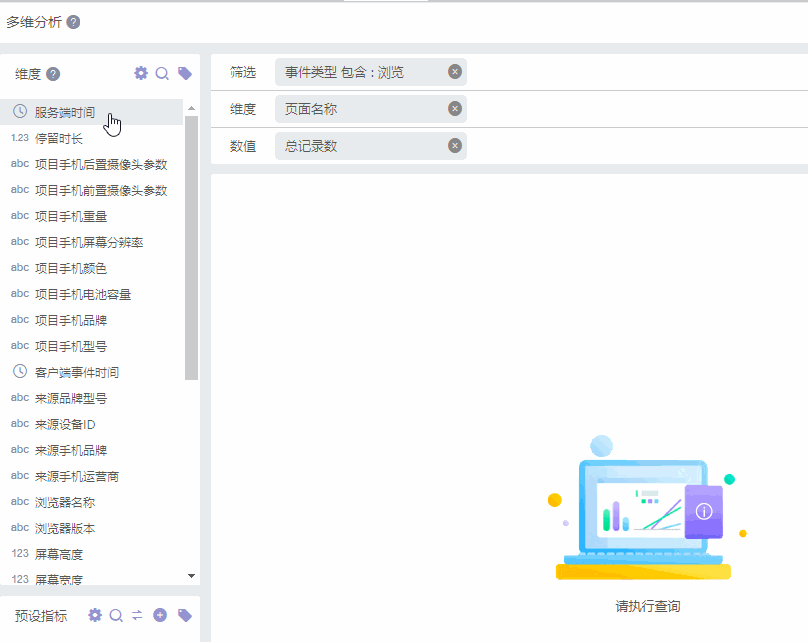 多维分析 ?
维度 ?
服务端时间
1.23 停留时长
abc 项目手机后置摄像头参数
abc 项目手机前置摄像头参数
abc 项目手机重量
abc 项目手机屏幕分辨率
abc 项目手机颜色
abc 项目手机电池容量
abc 项目手机品牌
abc 项目手机型号
客户端事件时间
abc 来源品牌型号
abc 来源设备ID
abc 来源手机品牌
abc 来源手机运营商
abc 浏览器名称
abc 浏览器版本
123 屏幕高度
123 屏幕宽度
预设指标
筛选 事件类型 包含 : 浏览
维度 页面名称
数值 总记录数
请执行查询